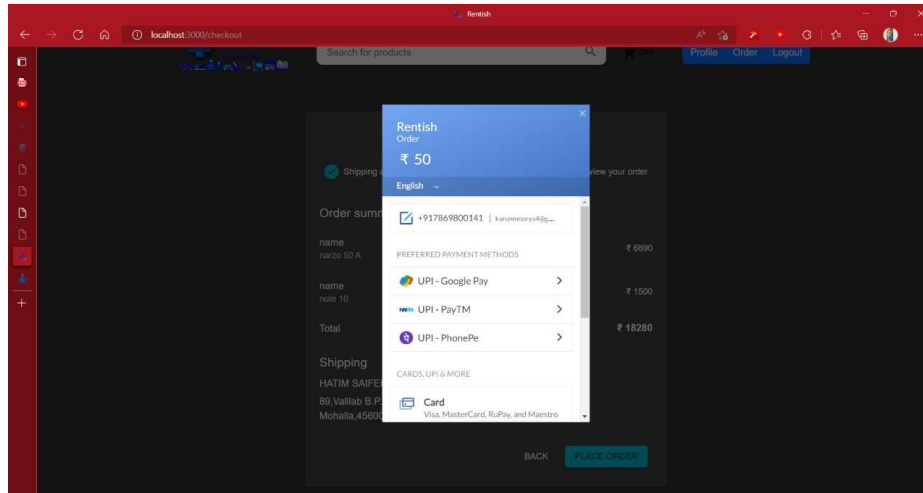 Rentish
localhost:3000/checkout
Search for products
cart
Profile Order Logout
Rentish
Order
₹ 50
English
Shipping
view your order
+917869800141 | karunmourya4@g...
Order summ
name
narzo 50 A
₹ 6890
PREFERRED PAYMENT METHODS
UPI - Google Pay
name
note 10
₹ 1500
UPI - PayTM
Total
₹ 18280
UPI - PhonePe
Shipping
CARDS, UPI & MORE
HATIM SAIFE
89,Valllab B.P
Mohalla,45600
Card
Visa, MasterCard, RuPay, and Maestro
BACK
PLACE ORDER